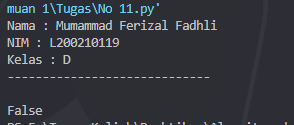 muan 1\Tugas\No 11.py'
Nama : Mumammad Ferizal Fadhli
NIM : L200210119
Kelas : D
-----------------------------
False